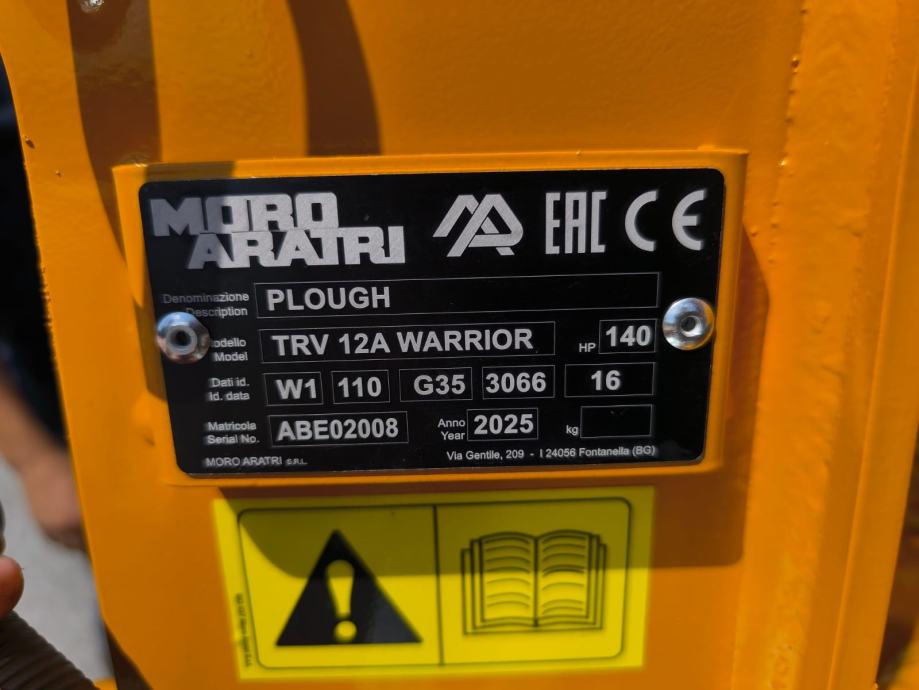 MORO
ARATRI EAC CE
Denominazione
Description PLOUGH
Modello
Model TRV 12A WARRIOR HP 140
Dati id.
Id. data W1 110 G35 3066 16
Matricola
Serial No. ABE02008 Anno
Year 2025 kg
MORO ARATRI S.R.L. Via Gentile, 209 - I 24056 Fontanella (BG)